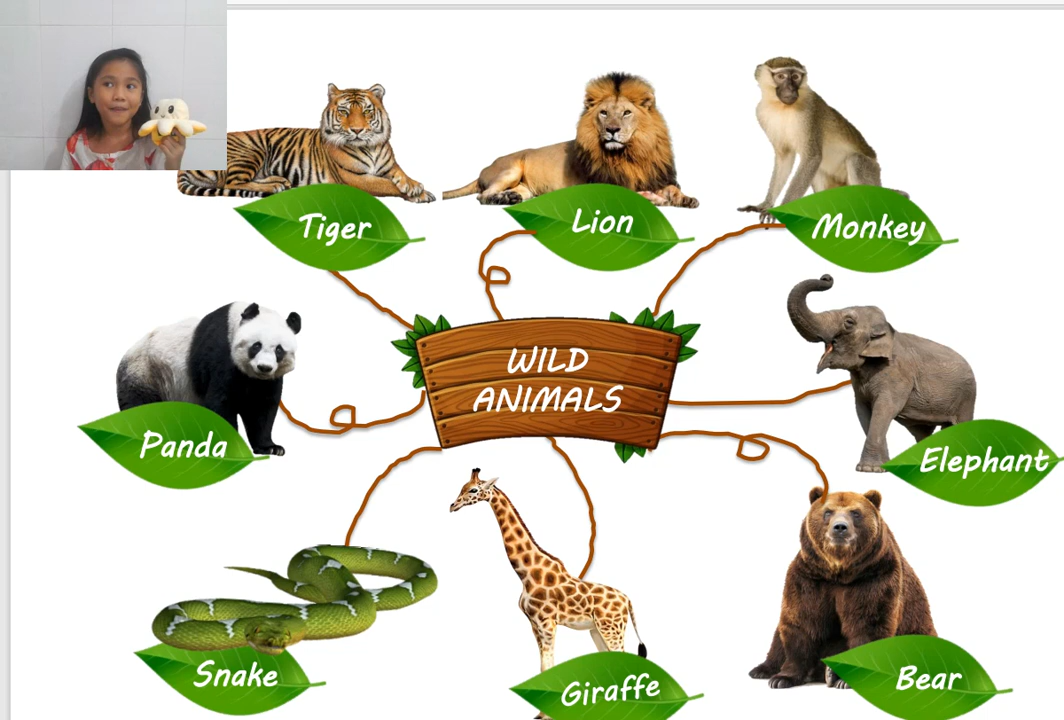 Tiger
Lion
Monkey
WILD
ANIMALS
Panda
Elephant
Snake
Giraffe
Bear